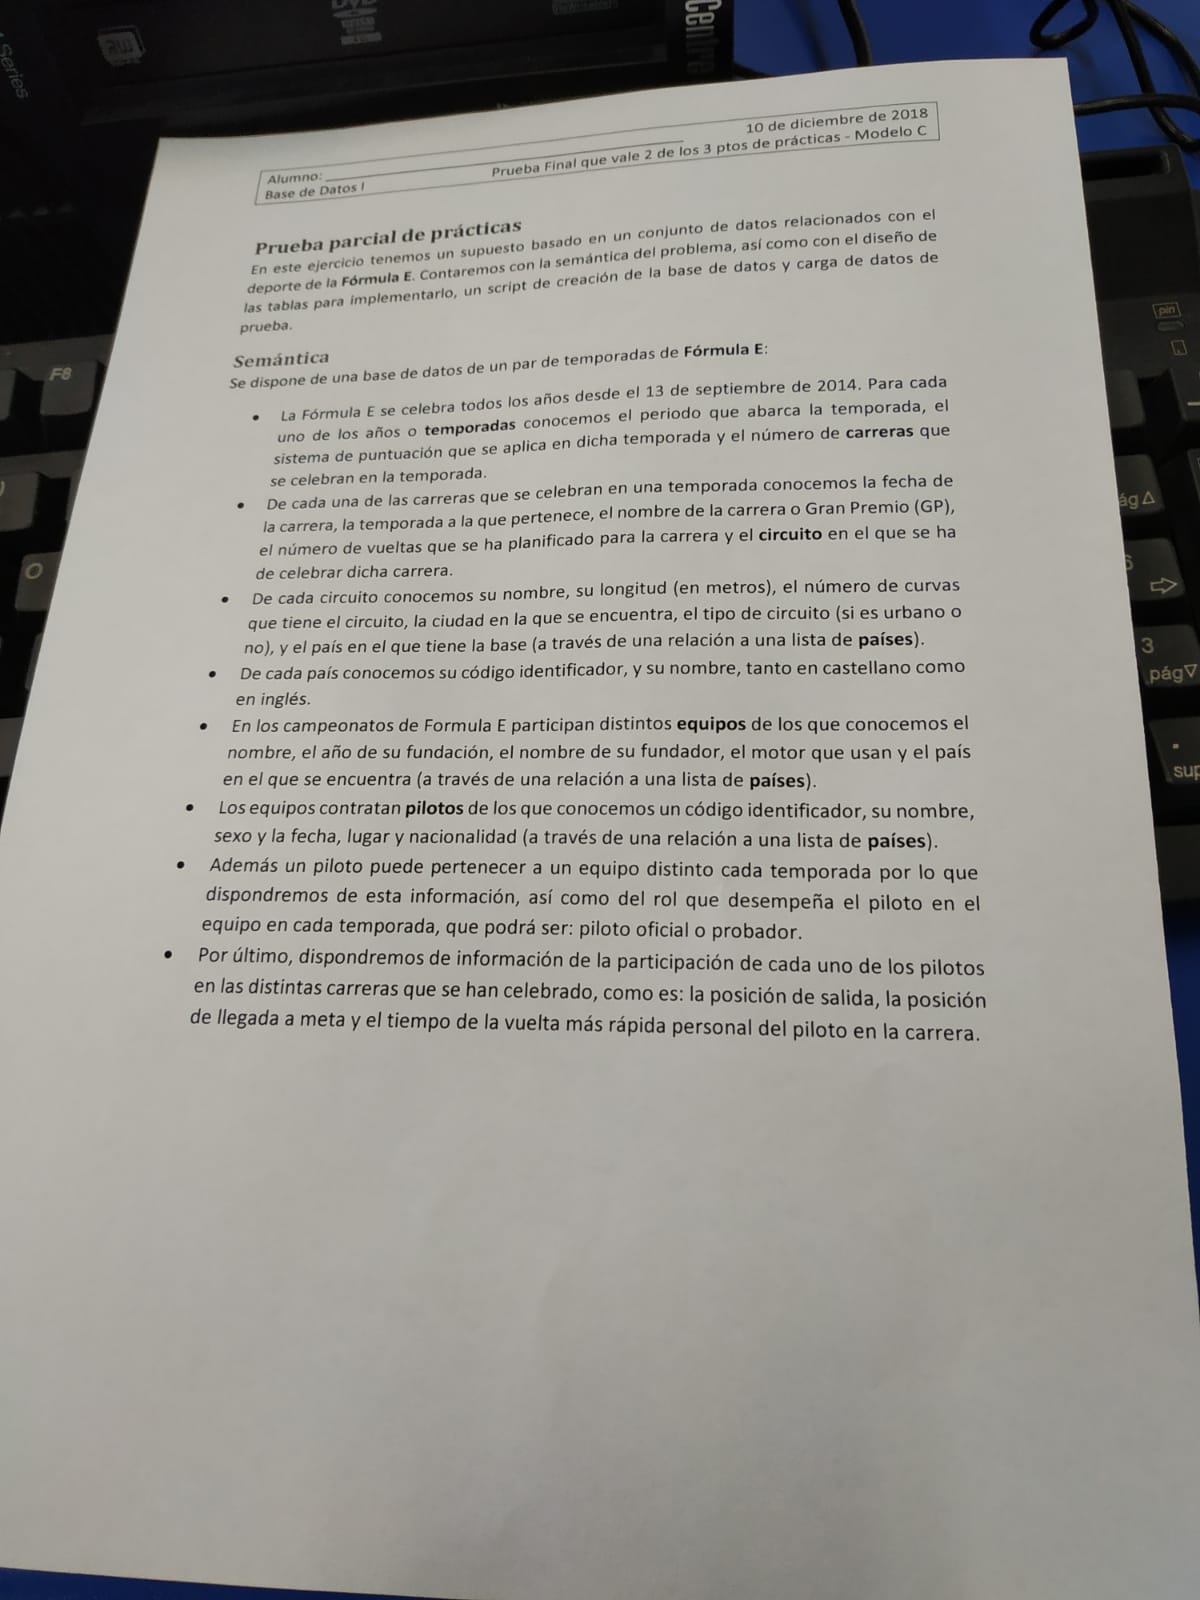 Series
RW
DVD
Centre
10 de diciembre de 2018
Alumno:
Prueba Final que vale 2 de los 3 ptos de prácticas - Modelo C
Base de Datos I
Prueba parcial de prácticas
En este ejercicio tenemos un supuesto basado en un conjunto de datos relacionados con el
deporte de la Fórmula E. Contaremos con la semántica del problema, así como con el diseño de
las tablas para implementarlo, un script de creación de la base de datos y carga de datos de
prueba.
Semántica
Se dispone de una base de datos de un par de temporadas de Fórmula E:
• La Fórmula E se celebra todos los años desde el 13 de septiembre de 2014. Para cada
uno de los años o temporadas conocemos el periodo que abarca la temporada, el
sistema de puntuación que se aplica en dicha temporada y el número de carreras que
se celebran en la temporada.
• De cada una de las carreras que se celebran en una temporada conocemos la fecha de
la carrera, la temporada a la que pertenece, el nombre de la carrera o Gran Premio (GP),
el número de vueltas que se ha planificado para la carrera y el circuito en el que se ha
de celebrar dicha carrera.
• De cada circuito conocemos su nombre, su longitud (en metros), el número de curvas
que tiene el circuito, la ciudad en la que se encuentra, el tipo de circuito (si es urbano o
no), y el país en el que tiene la base (a través de una relación a una lista de países).
• De cada país conocemos su código identificador, y su nombre, tanto en castellano como
en inglés.
• En los campeonatos de Formula E participan distintos equipos de los que conocemos el
nombre, el año de su fundación, el nombre de su fundador, el motor que usan y el país
en el que se encuentra (a través de una relación a una lista de países).
• Los equipos contratan pilotos de los que conocemos un código identificador, su nombre,
sexo y la fecha, lugar y nacionalidad (a través de una relación a una lista de países).
• Además un piloto puede pertenecer a un equipo distinto cada temporada por lo que
dispondremos de esta información, así como del rol que desempeña el piloto en el
equipo en cada temporada, que podrá ser: piloto oficial o probador.
• Por último, dispondremos de información de la participación de cada uno de los pilotos
en las distintas carreras que se han celebrado, como es: la posición de salida, la posición
de llegada a meta y el tiempo de la vuelta más rápida personal del piloto en la carrera.
F8
O
pin
ág
3
pág
sup